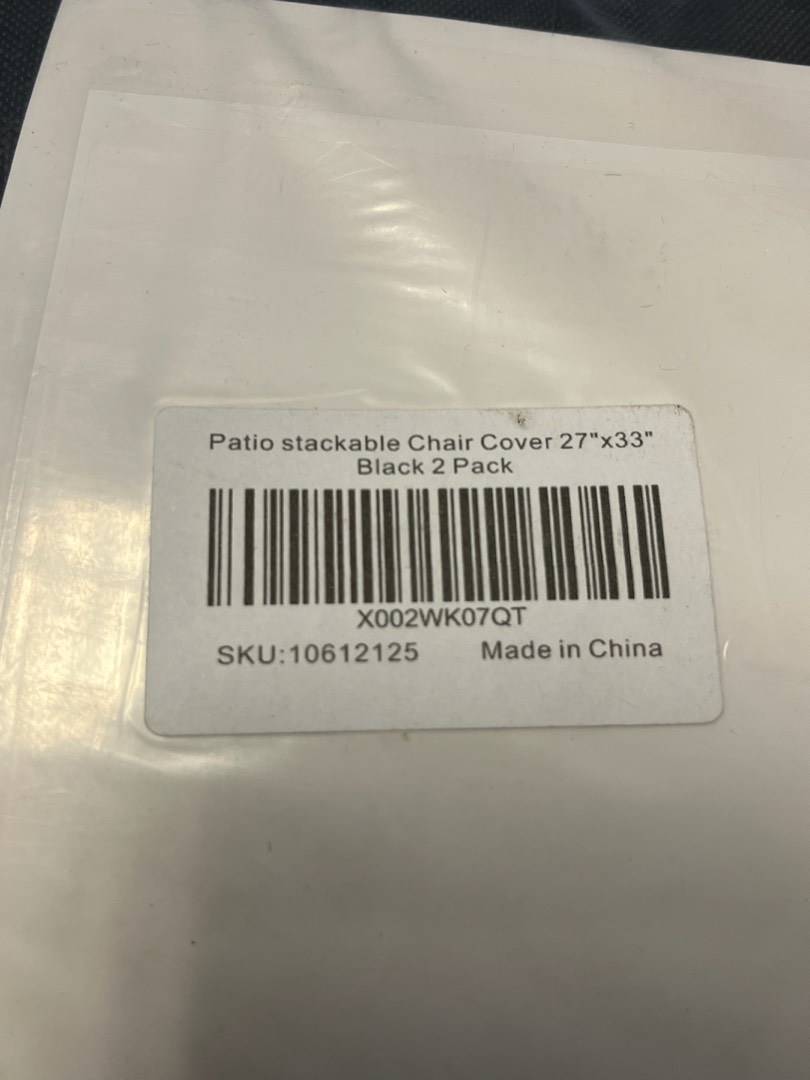 Patio stackable Chair Cover 27"x33"
Black 2 Pack
X002WK07QT
SKU:10612125 Made in China